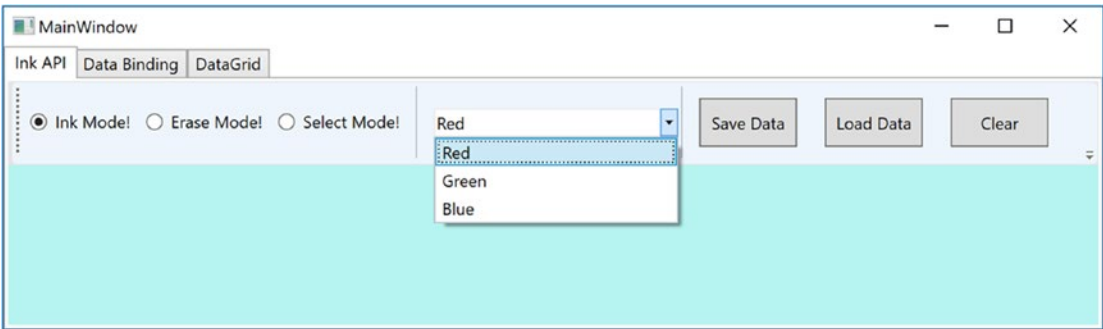 MainWindow
Ink API Data Binding DataGrid
Ink Mode! Erase Mode! Select Mode! Red Save Data Load Data Clear
Red
Green
Blue